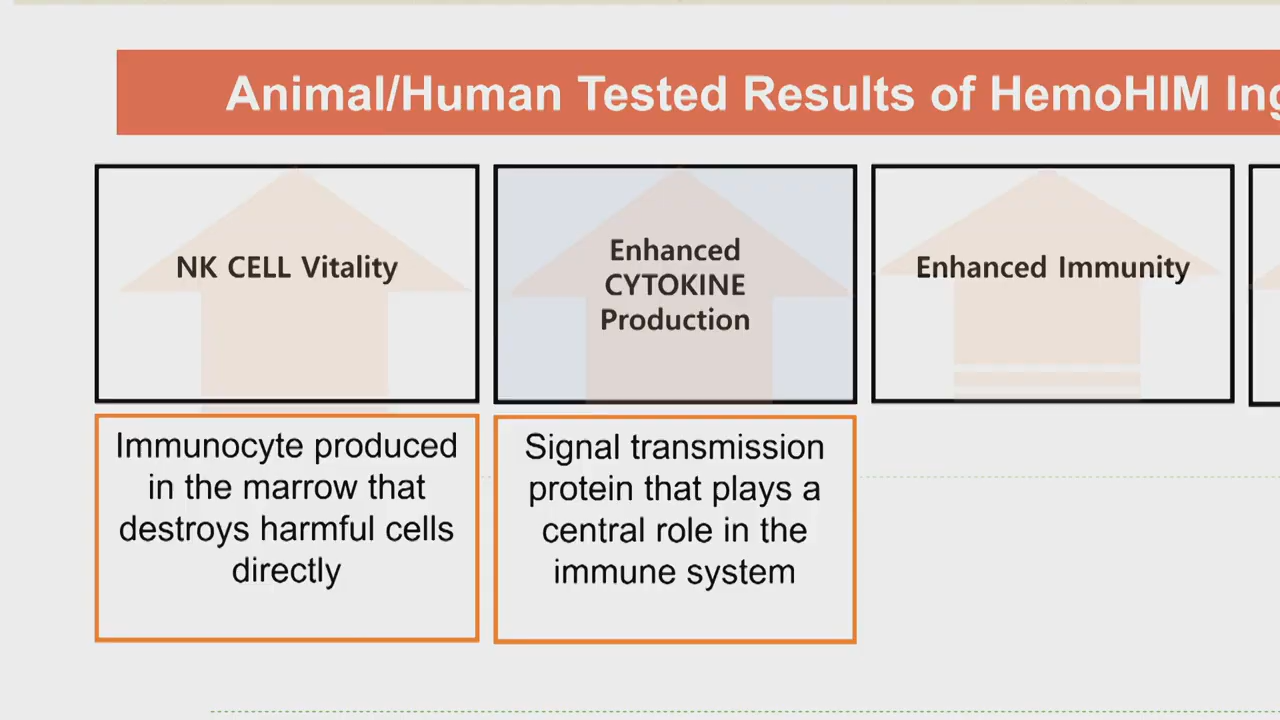 Animal/Human Tested Results of HemoHIM
NK CELL Vitality
Enhanced
CYTOKINE
Production
Enhanced Immunity
Immunocyte produced
in the marrow that
destroys harmful cells
directly
Signal transmission
protein that plays a
central role in the
immune system